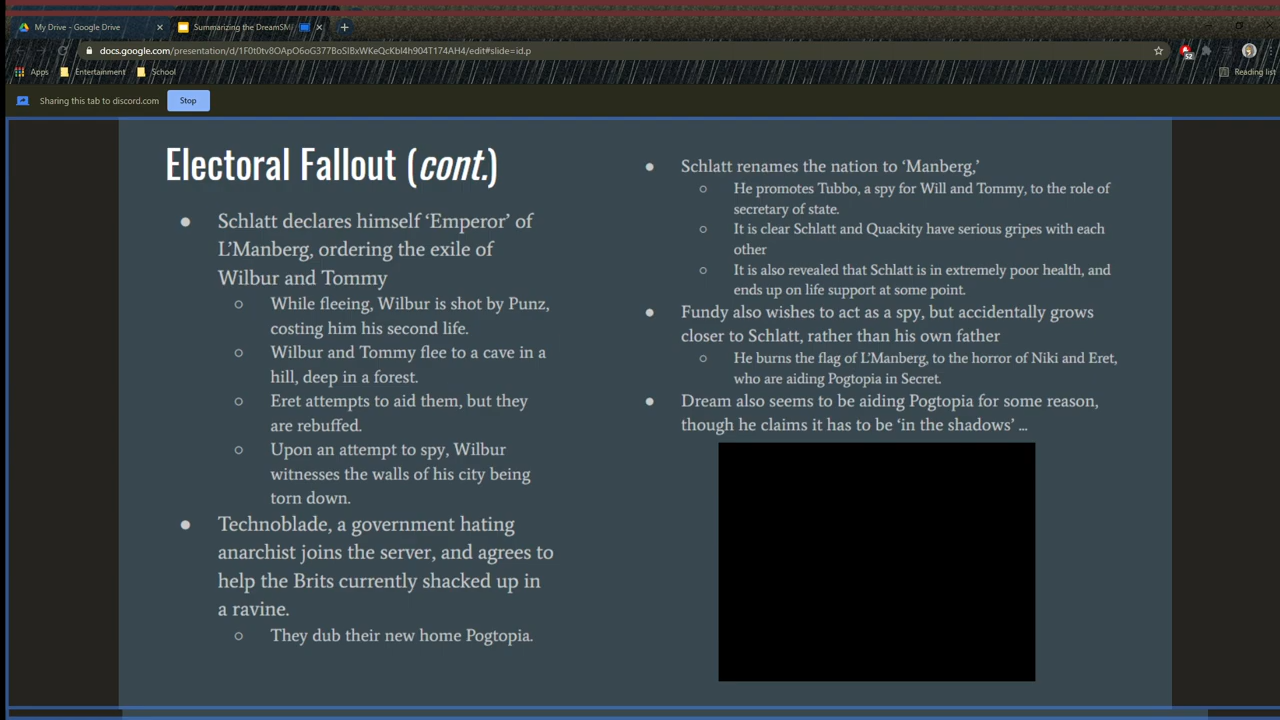 My Drive - Google Drive
Summarizing the DreamSM
docs.google.com/presentation/d/1F0t0tv8OApO6oG377BoSI8xWKeQcKbl4h904T174AH4/edit#slide=id.p
52
Apps
Entertainment
School
Reading list
Sharing this tab to discord.com
Stop
Electoral Fallout (cont.)
● Schlatt declares himself ‘Emperor’ of
L’Manberg, ordering the exile of
Wilbur and Tommy
○ While fleeing, Wilbur is shot by Punz,
costing him his second life.
○ Wilbur and Tommy flee to a cave in a
hill, deep in a forest.
○ Eret attempts to aid them, but they
are rebuffed.
○ Upon an attempt to spy, Wilbur
witnesses the walls of his city being
torn down.
● Technoblade, a government hating
anarchist joins the server, and agrees to
help the Brits currently shacked up in
a ravine.
○ They dub their new home Pogtopia.
● Schlatt renames the nation to ‘Manberg,’
○ He promotes Tubbo, a spy for Will and Tommy, to the role of
secretary of state.
○ It is clear Schlatt and Quackity have serious gripes with each
other
○ It is also revealed that Schlatt is in extremely poor health, and
ends up on life support at some point.
● Fundy also wishes to act as a spy, but accidentally grows
closer to Schlatt, rather than his own father
○ He burns the flag of L’Manberg, to the horror of Niki and Eret,
who are aiding Pogtopia in Secret.
● Dream also seems to be aiding Pogtopia for some reason,
though he claims it has to be ‘in the shadows’ ...